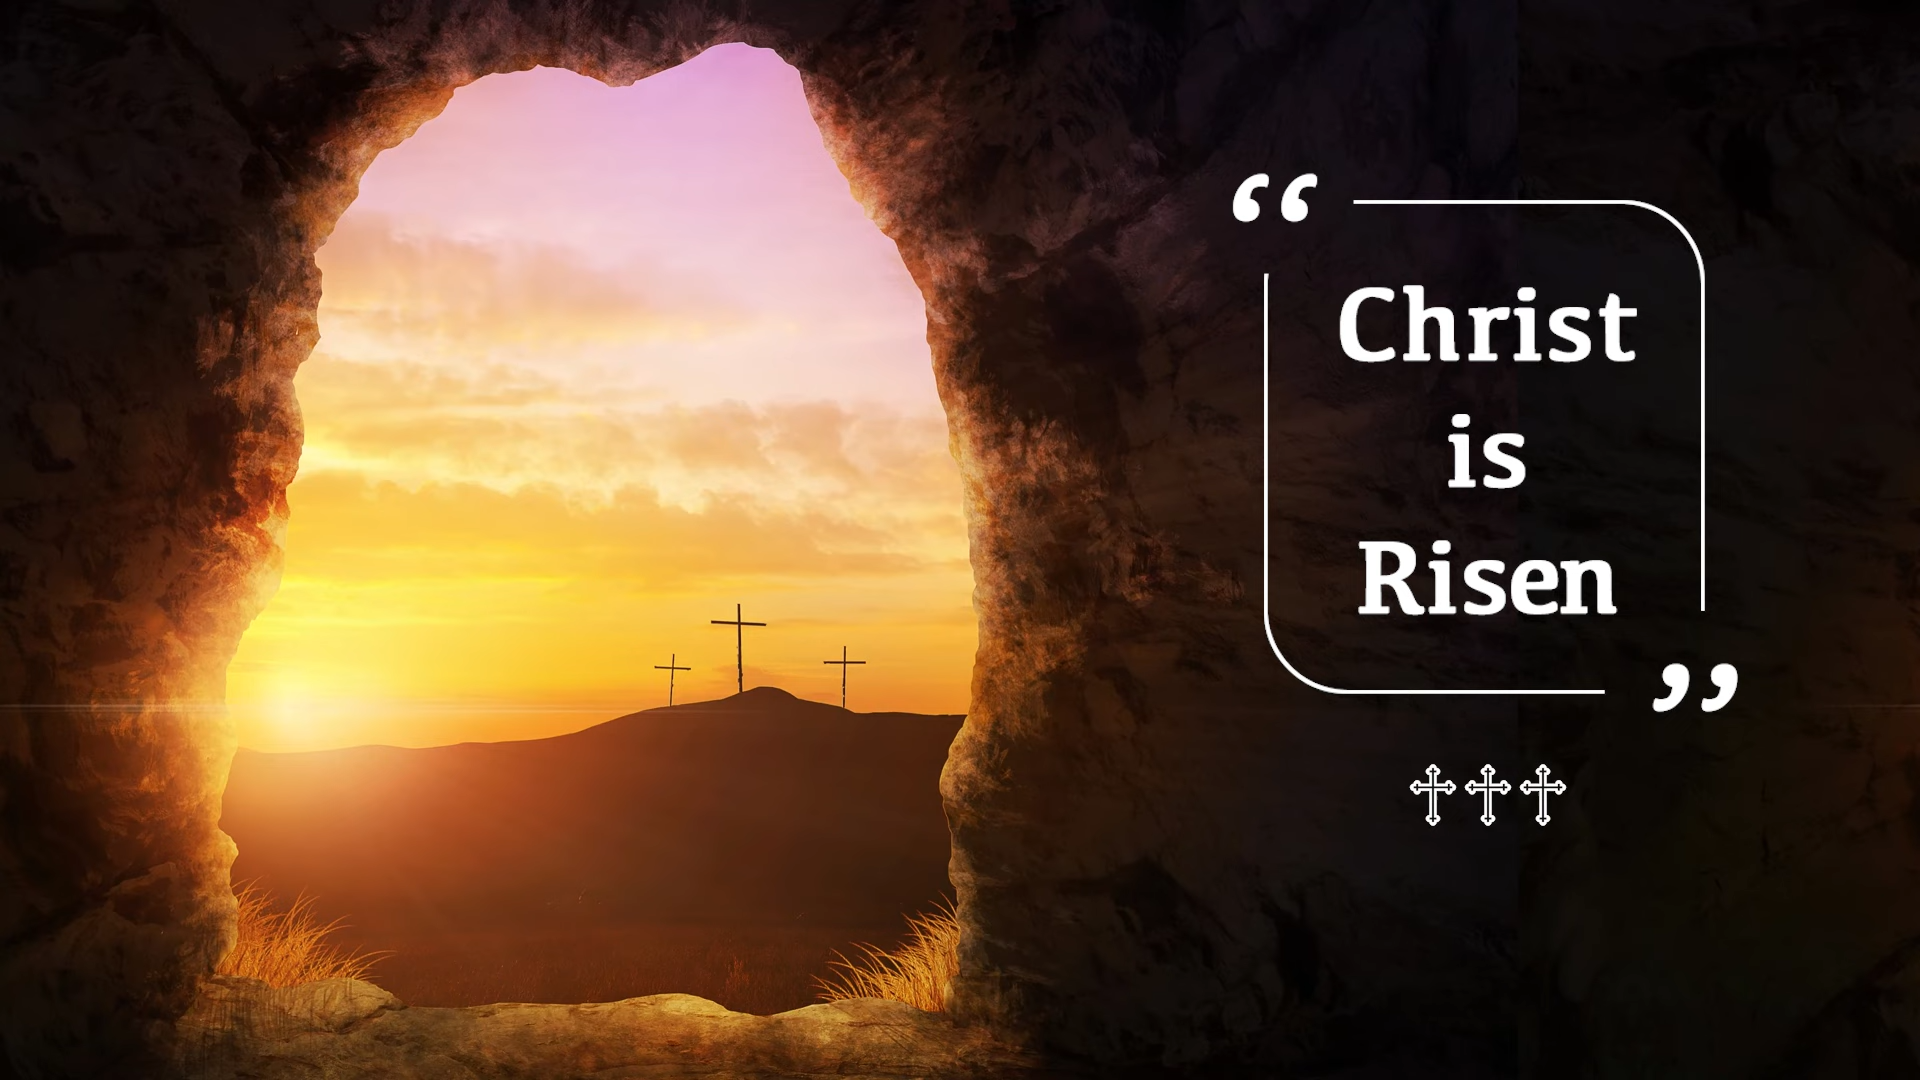 “
Christ
is
Risen
”